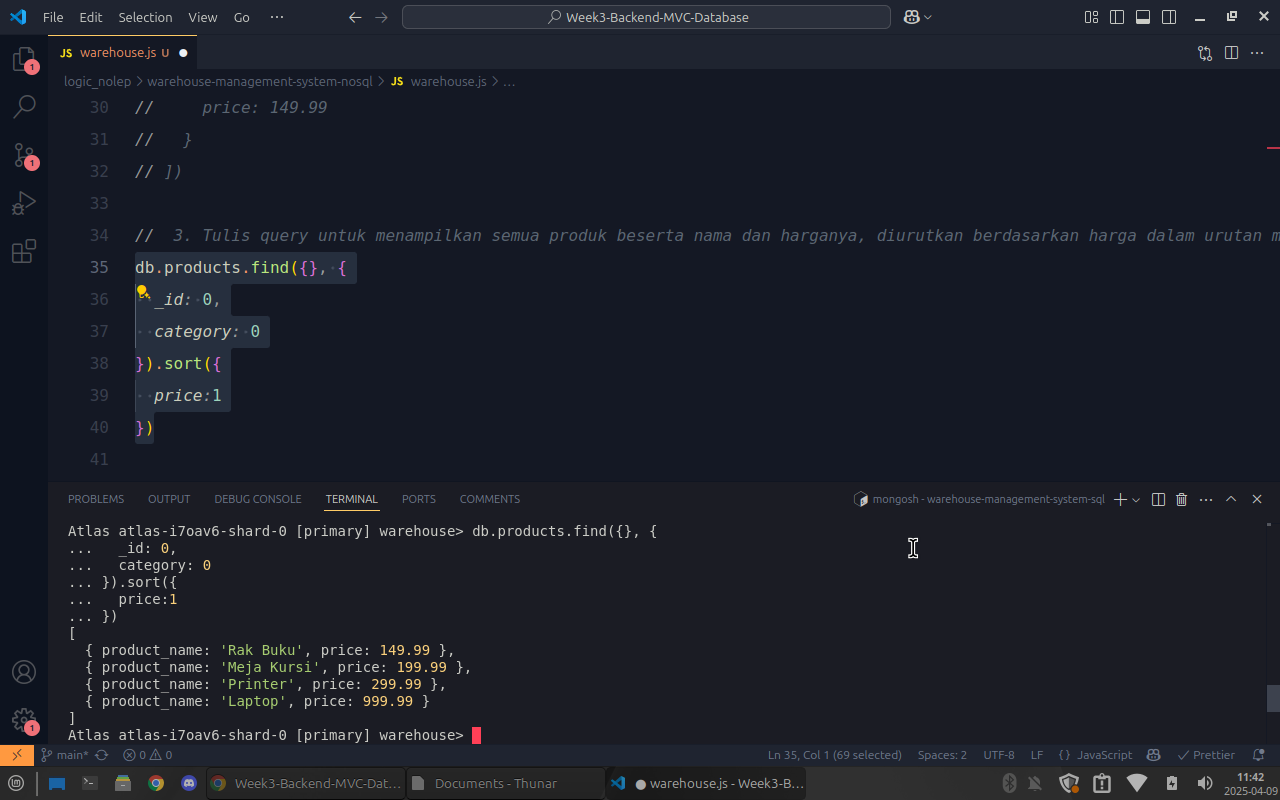 File Edit Selection View Go ··· Week3-Backend-MVC-Database
JS warehouse.js U
logic_nolep > warehouse-management-system-nosql > JS warehouse.js > ...
30 //     price: 149.99
31 //   }
32 // ])
33
34 //  3. Tulis query untuk menampilkan semua produk beserta nama dan harganya, diurutkan berdasarkan harga dalam urutan
35 db.products.find({}, {
36   _id: 0,
37   category: 0
38 }).sort({
39   price:1
40 })
41
PROBLEMS OUTPUT DEBUG CONSOLE TERMINAL PORTS COMMENTS mongosh - warehouse-management-system-sql
Atlas atlas-i7oav6-shard-0 [primary] warehouse> db.products.find({}, {
...   _id: 0,
...   category: 0
... }).sort({
...   price:1
... })
[
  { product_name: 'Rak Buku', price: 149.99 },
  { product_name: 'Meja Kursi', price: 199.99 },
  { product_name: 'Printer', price: 299.99 },
  { product_name: 'Laptop', price: 999.99 }
]
Atlas atlas-i7oav6-shard-0 [primary] warehouse>
main* 0 0 Ln 35, Col 1 (69 selected) Spaces: 2 UTF-8 LF {} JavaScript Prettier
Week3-Backend-MVC-Dat... Documents - Thunar ● warehouse.js - Week3-B... 11:42
2025-04-09
1
1
1